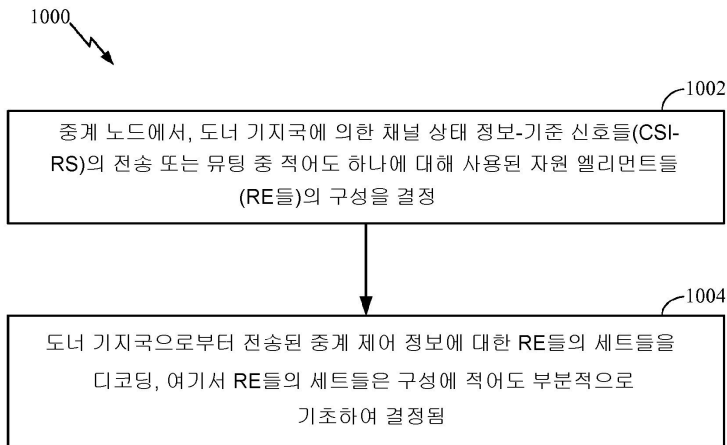 1000
1002
중계 노드에서, 도너 기지국에 의한 채널 상태 정보-기준 신호들(CSI-
RS)의 전송 또는 뮤팅 중 적어도 하나에 대해 사용된 자원 엘리먼트들
(RE들)의 구성을 결정
1004
도너 기지국으로부터 전송된 중계 제어 정보에 대한 RE들의 세트들을
디코딩, 여기서 RE들의 세트들은 구성에 적어도 부분적으로
기초하여 결정됨